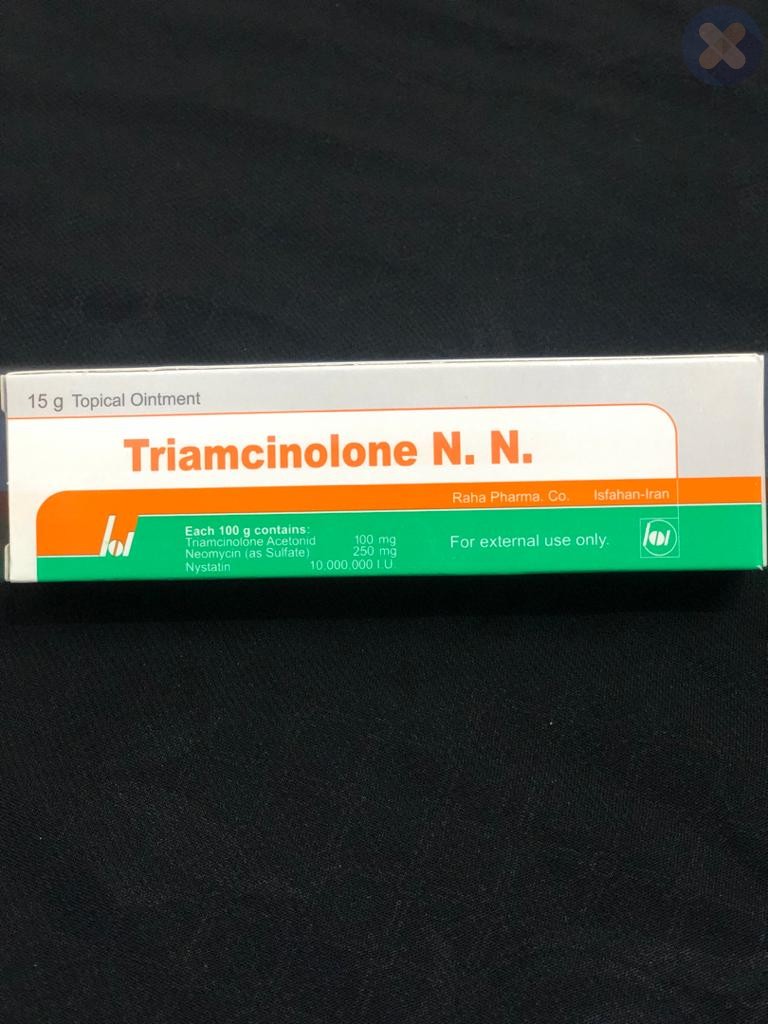 15 g Topical Ointment
Triamcinolone N. N.
Raha Pharma. Co. Isfahan-Iran
Each 100 g contains:
Triamcinolone Acetonid 100 mg
Neomycin (as Sulfate) 250 mg
Nystatin 10,000,000 I.U.
For external use only.